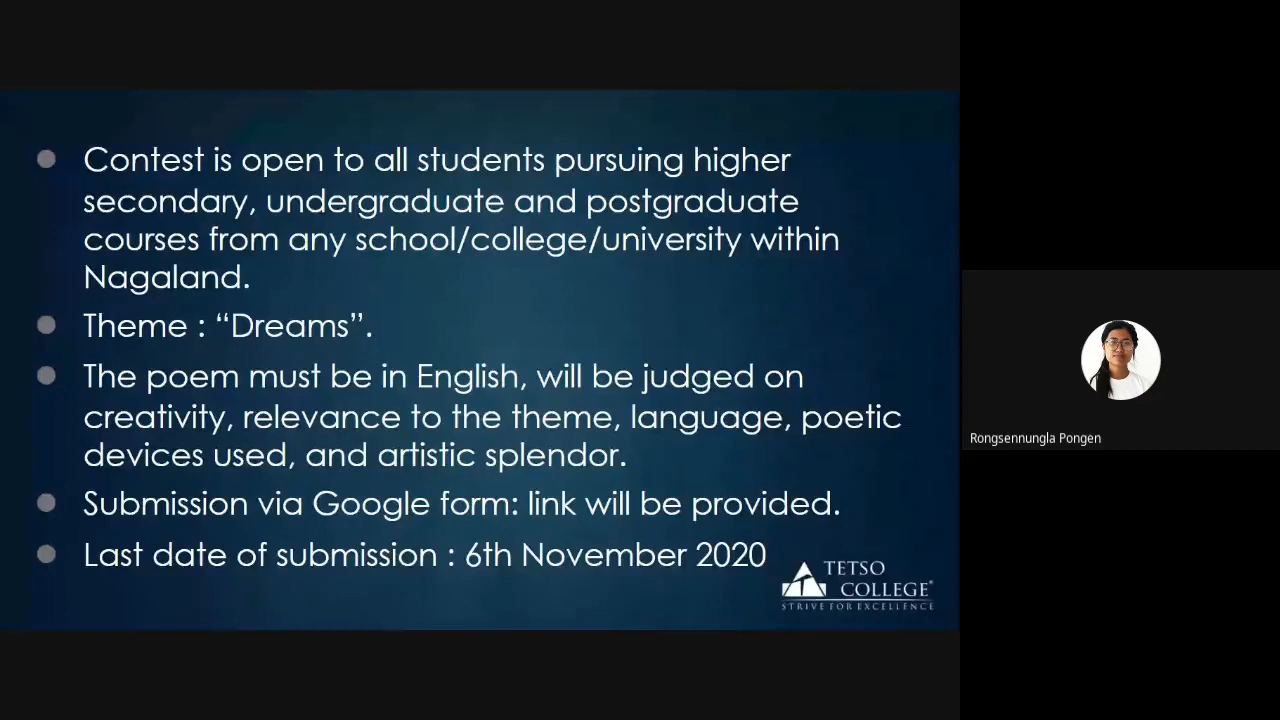 Contest is open to all students pursuing higher
secondary, undergraduate and postgraduate
courses from any school/college/university within
Nagaland.
Theme : “Dreams”.
The poem must be in English, will be judged on
creativity, relevance to the theme, language, poetic
devices used, and artistic splendor.
Submission via Google form: link will be provided.
Last date of submission : 6th November 2020
TETSO
COLLEGE®
STRIVE FOR EXCELLENCE
Rongsennungla Pongen